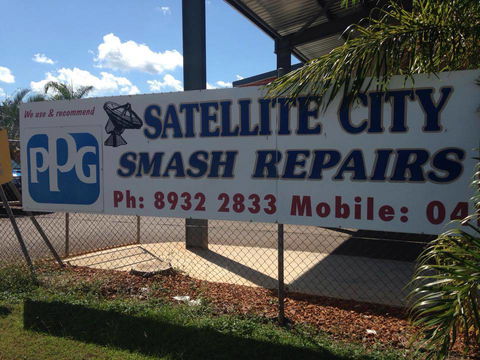 We use & recommend
PPG
SATELLITE CITY
SMASH REPAIRS
Ph: 8932 2833 Mobile: 04